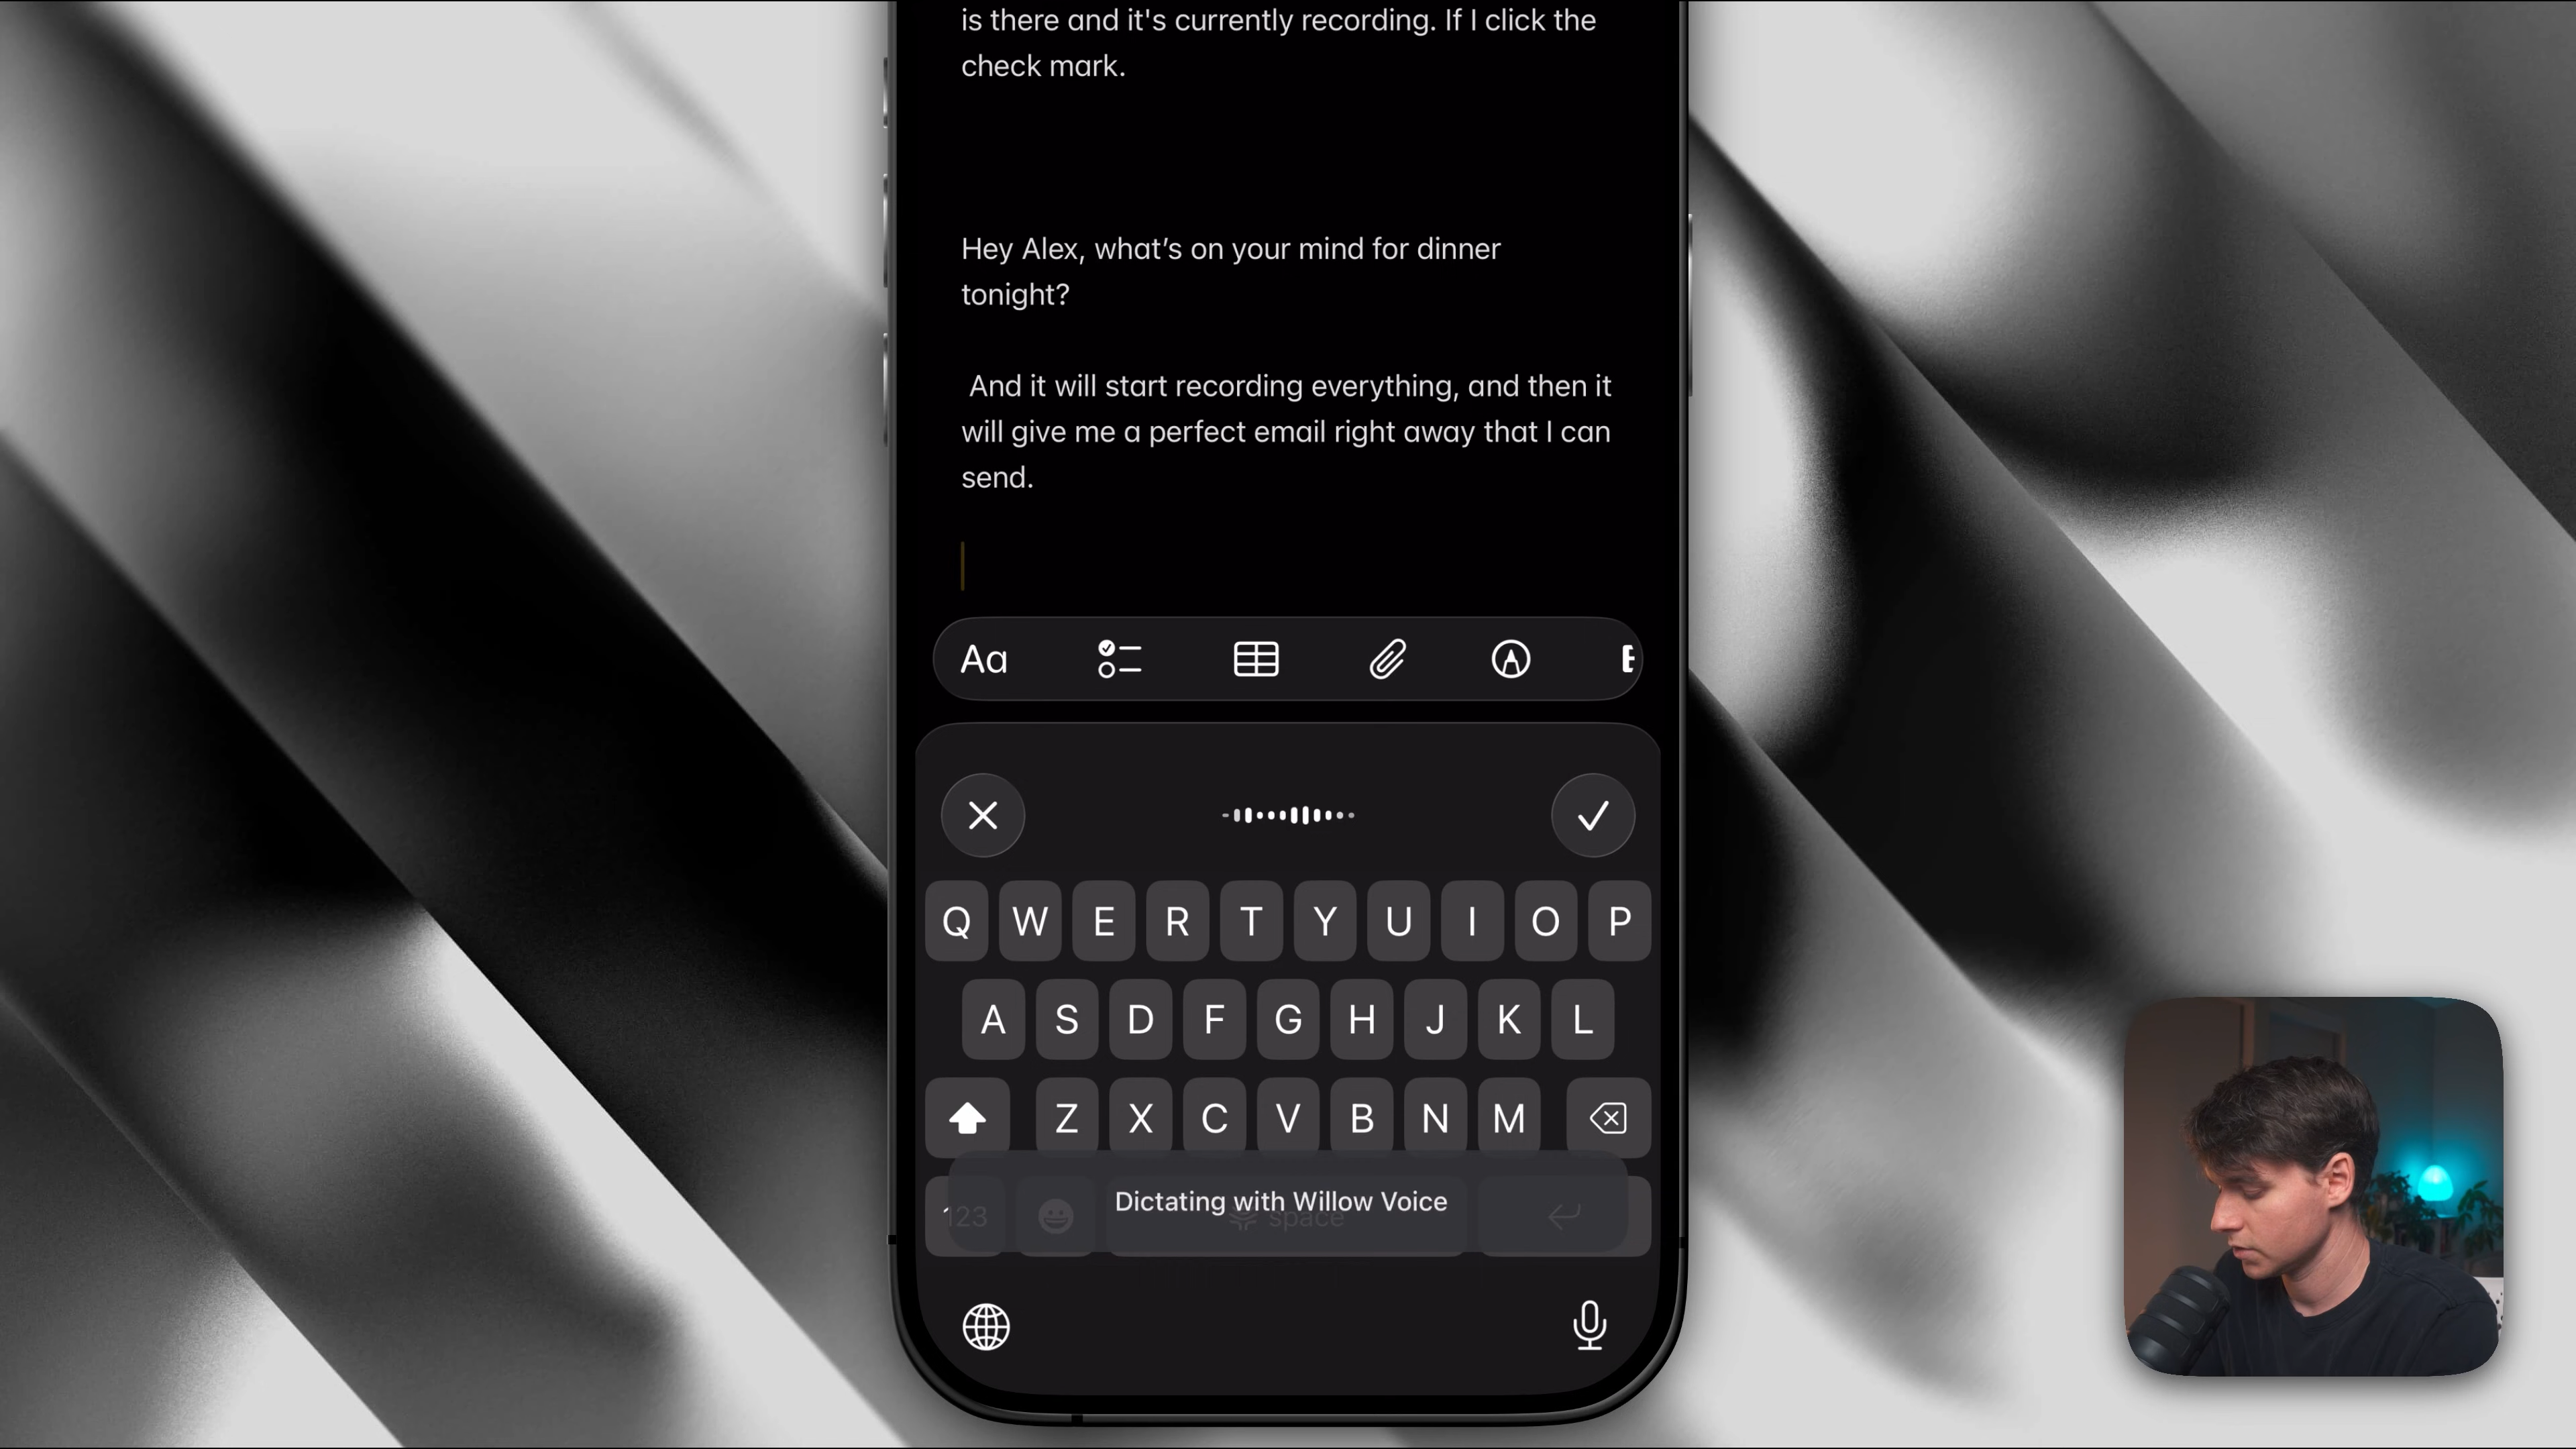 is there and it's currently recording. If I click the
check mark.
Hey Alex, what’s on your mind for dinner
tonight?
And it will start recording everything, and then it
will give me a perfect email right away that I can
send.
Aa
Q W E R T Y U I O P
A S D F G H J K L
Z X C V B N M
Dictating with Willow Voice
123 space